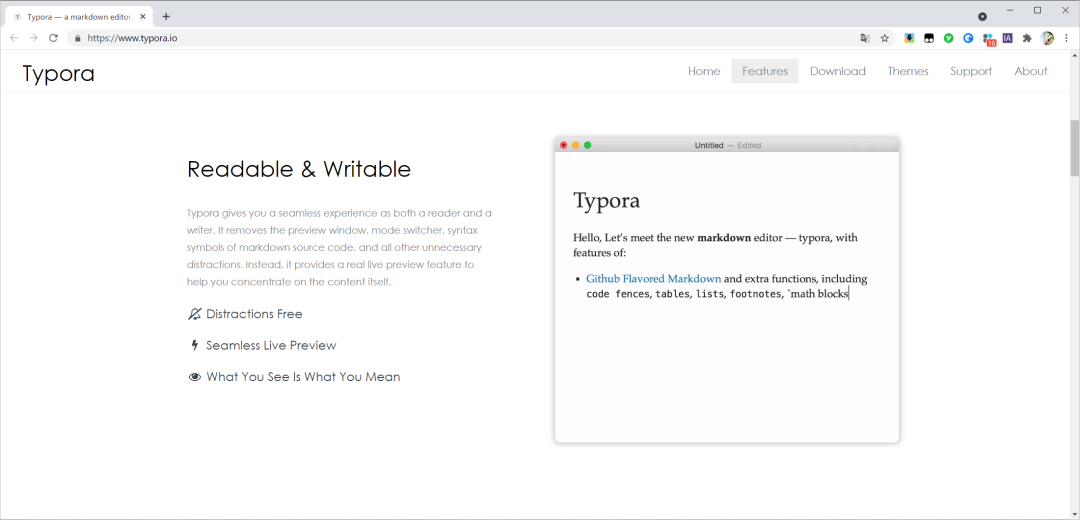 Typora — a markdown editor,
https://www.typora.io
16
IA
Typora
Home Features Download Themes Support About
Readable & Writable
Typora gives you a seamless experience as both a reader and a
writer. It removes the preview window, mode switcher, syntax
symbols of markdown source code, and all other unnecessary
distractions. Instead, it provides a real live preview feature to
help you concentrate on the content itself.
Distractions Free
Seamless Live Preview
What You See Is What You Mean
Untitled — Edited
Typora
Hello, Let's meet the new markdown editor — typora, with
features of:
▪ Github Flavored Markdown and extra functions, including
code fences, tables, lists, footnotes, `math blocks